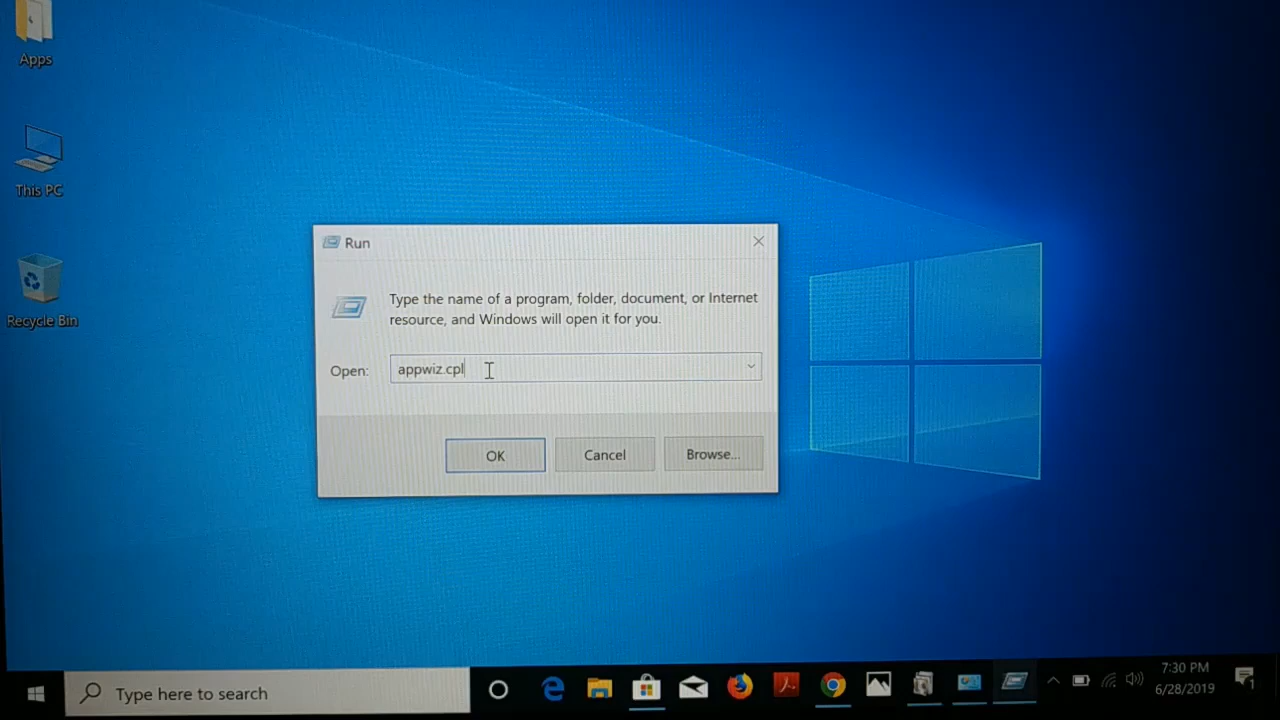 Apps
This PC
Recycle Bin
Run
Type the name of a program, folder, document, or Internet
resource, and Windows will open it for you.
Open:
appwiz.cpl
OK
Cancel
Browse...
Type here to search
7:30 PM
6/28/2019
1